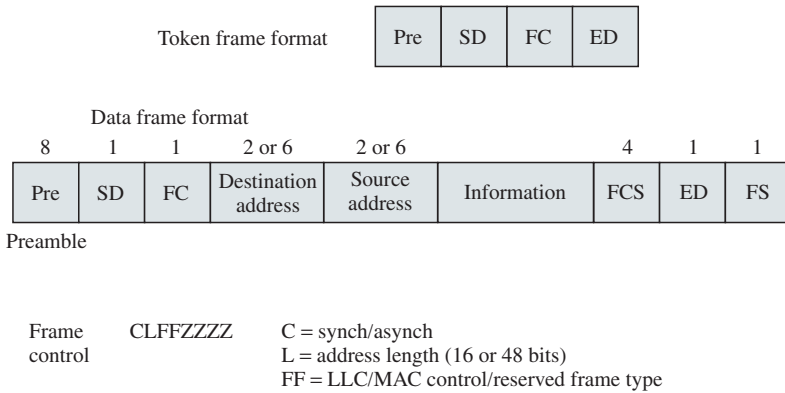 Token frame format
Pre SD FC ED
Data frame format
8 1 1 2 or 6 2 or 6 4 1 1
Pre SD FC Destination address Source address Information FCS ED FS
Preamble
Frame control CLFFZZZZ C = synch/asynch
L = address length (16 or 48 bits)
FF = LLC/MAC control/reserved frame type